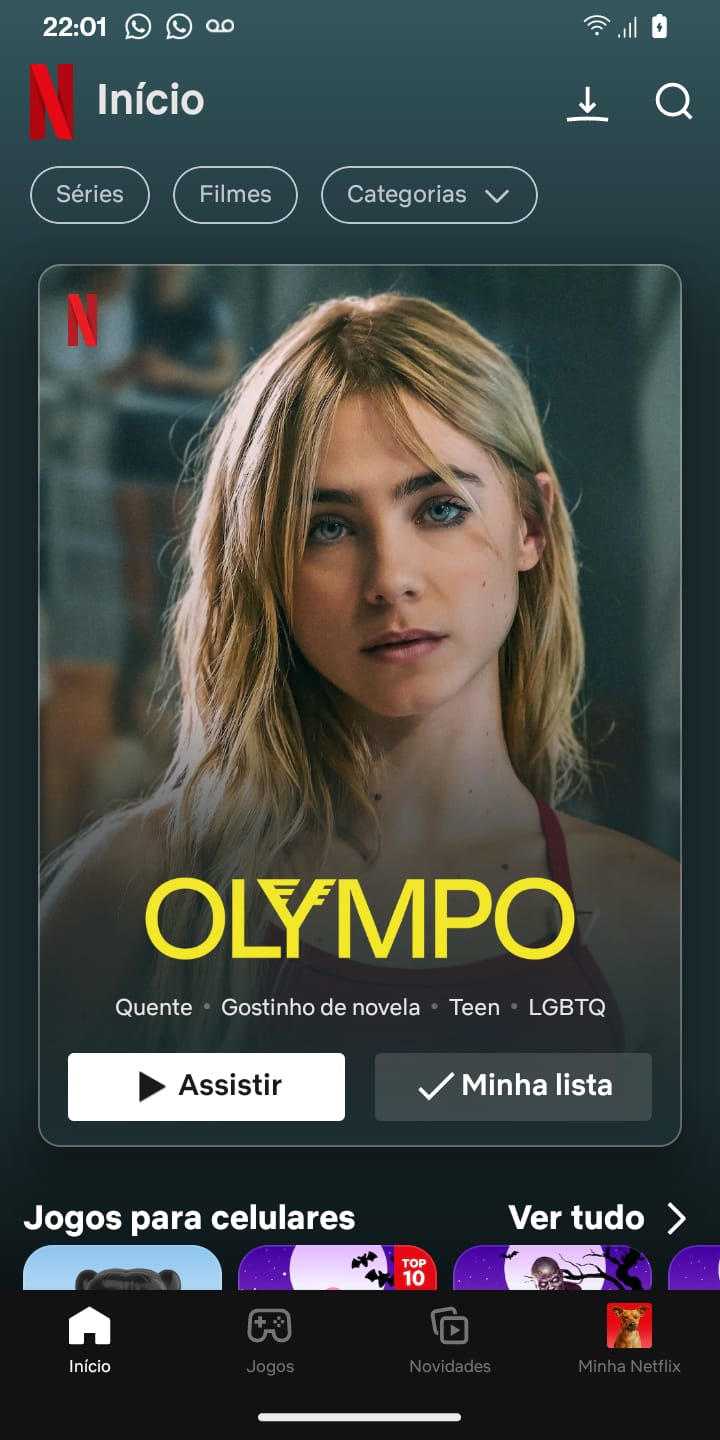 22:01
Início
Séries Filmes Categorias
OLYMPO
Quente • Gostinho de novela • Teen • LGBTQ
Assistir Minha lista
Jogos para celulares Ver tudo
TOP
10
Início Jogos Novidades Minha Netflix